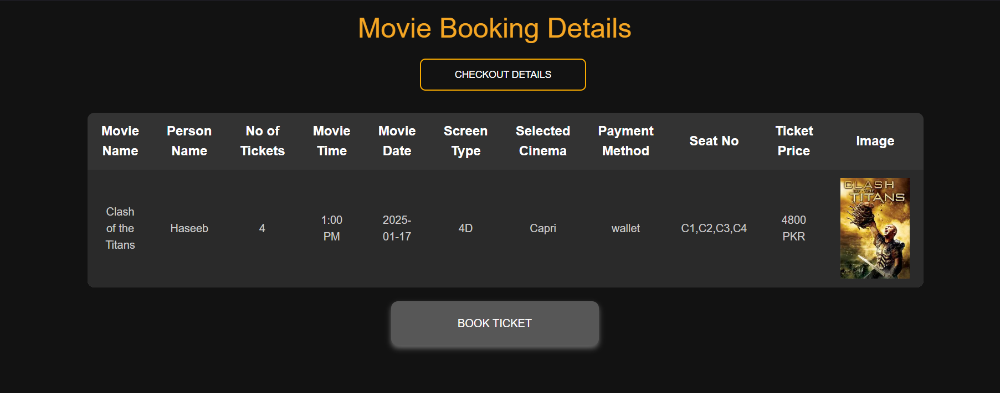 Movie Booking Details
CHECKOUT DETAILS
Movie Name
Person Name
No of Tickets
Movie Time
Movie Date
Screen Type
Selected Cinema
Payment Method
Seat No
Ticket Price
Image
Clash of the Titans
Haseeb
4
1:00 PM
2025-01-17
4D
Capri
wallet
C1,C2,C3,C4
4800 PKR
CLASH
OF THE
TITANS
BOOK TICKET